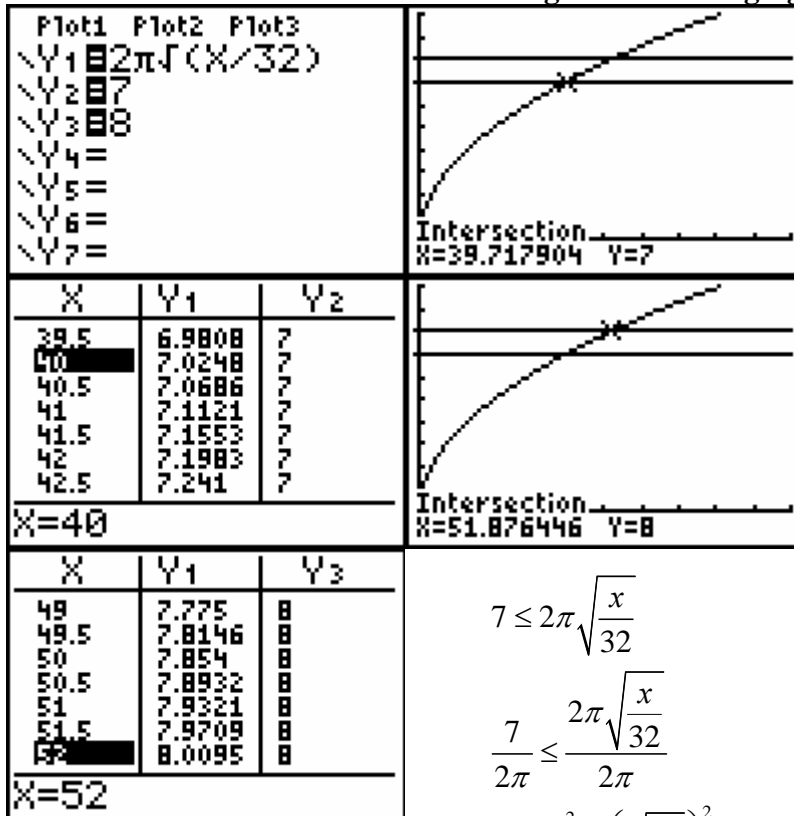 Plot1 Plot2 Plot3
\Y1=2π√(X/32)
\Y2=7
\Y3=8
\Y4=
\Y5=
\Y6=
\Y7=
Intersection
X=39.717904 Y=7
X Y1 Y2
39.5 6.9808 7
40 7.0248 7
40.5 7.0686 7
41 7.1121 7
41.5 7.1553 7
42 7.1983 7
42.5 7.241 7
X=40
Intersection
X=51.876446 Y=8
X Y1 Y3
49 7.775 8
49.5 7.8146 8
50 7.854 8
50.5 7.8932 8
51 7.9321 8
51.5 7.9709 8
52 8.0095 8
X=52
7 ≤ 2π√(x/32)
7/2π ≤ 2π√(x/32)/2π